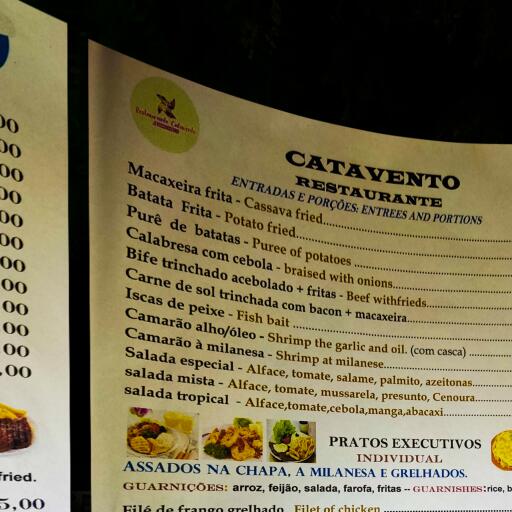 Restaurante Catavento
CATAVENTO
RESTAURANTE
ENTRADAS E PORÇÕES: ENTREES AND PORTIONS
Macaxeira frita - Cassava fried
Batata Frita - Potato fried
Purê de batatas - Puree of potatoes
Calabresa com cebola - braised with onions
Bife trinchado acebolado + fritas - Beef withfrieds
Carne de sol trinchada com bacon + macaxeira
Iscas de peixe - Fish bait
Camarão alho/óleo - Shrimp the garlic and oil. (com casca)
Camarão à milanesa - Shrimp at milanese
Salada especial - Alface, tomate, salame, palmito, azeitonas
salada mista - Alface, tomate, mussarela, presunto, Cenoura
salada tropical - Alface,tomate,cebola,manga,abacaxi
PRATOS EXECUTIVOS
INDIVIDUAL
ASSADOS NA CHAPA, A MILANESA E GRELHADOS.
GUARNIÇÕES: arroz, feijão, salada, farofa, fritas -- GUARNISHES:rice, b
Filé de frango grelhado Filet of chicken
00
00
00
00
00
00
00
00
,00
,00
,00
,00
fried.
5,00